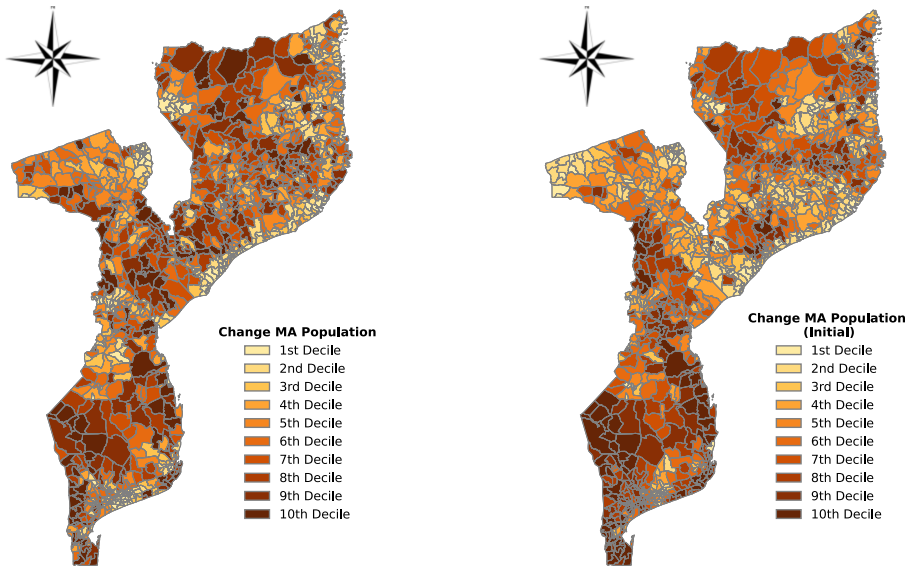 Change MA Population
1st Decile
2nd Decile
3rd Decile
4th Decile
5th Decile
6th Decile
7th Decile
8th Decile
9th Decile
10th Decile
Change MA Population
(Initial)
1st Decile
2nd Decile
3rd Decile
4th Decile
5th Decile
6th Decile
7th Decile
8th Decile
9th Decile
10th Decile